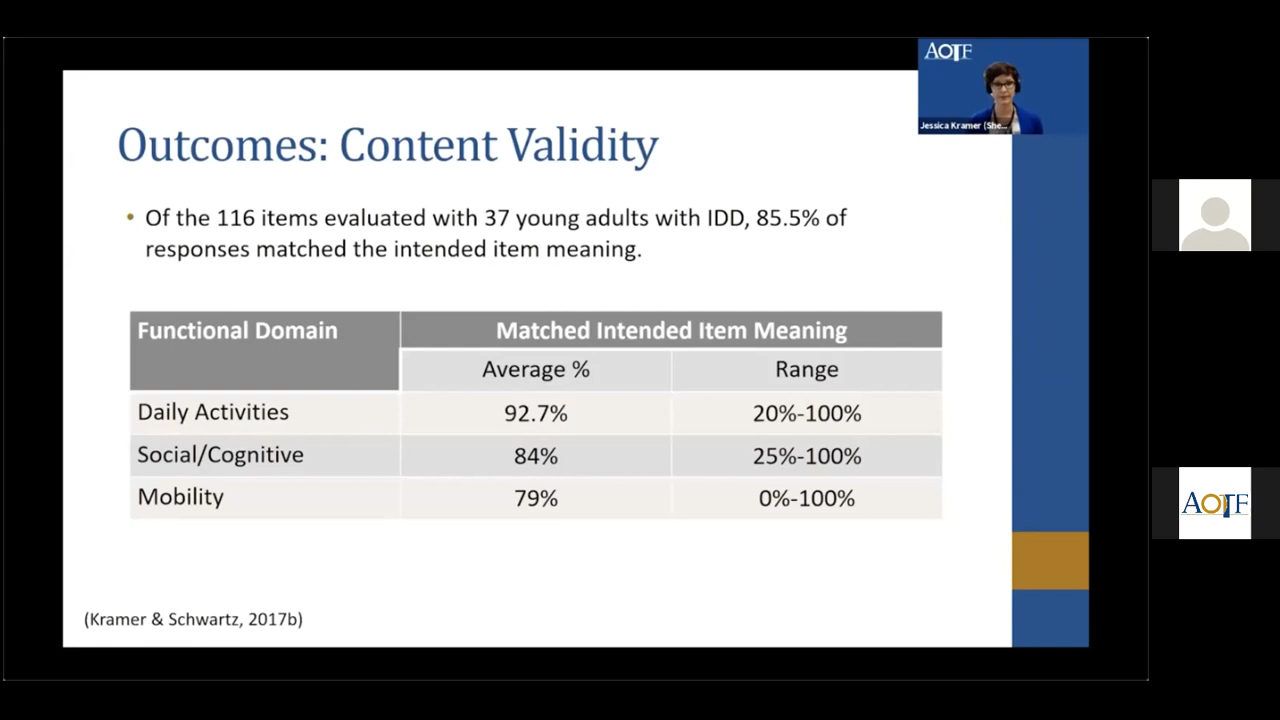 AOTF
Jessica Kramer (She...
Outcomes: Content Validity
• Of the 116 items evaluated with 37 young adults with IDD, 85.5% of
responses matched the intended item meaning.
Functional Domain Matched Intended Item Meaning
Average % Range
Daily Activities 92.7% 20%-100%
Social/Cognitive 84% 25%-100%
Mobility 79% 0%-100%
(Kramer & Schwartz, 2017b)
AOTF